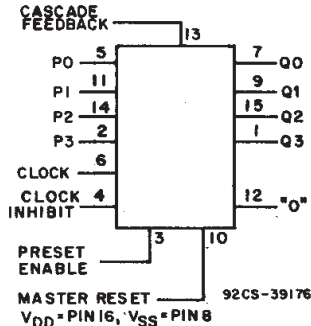 CASCADE
FEEDBACK
13
P0 5 7 Q0
P1 11 9 Q1
P2 14 15 Q2
P3 2 1 Q3
CLOCK 6
CLOCK
INHIBIT 4 12 "0"
3 10
PRESET
ENABLE
MASTER RESET 92CS-39176
VDD = PIN 16, VSS = PIN 8